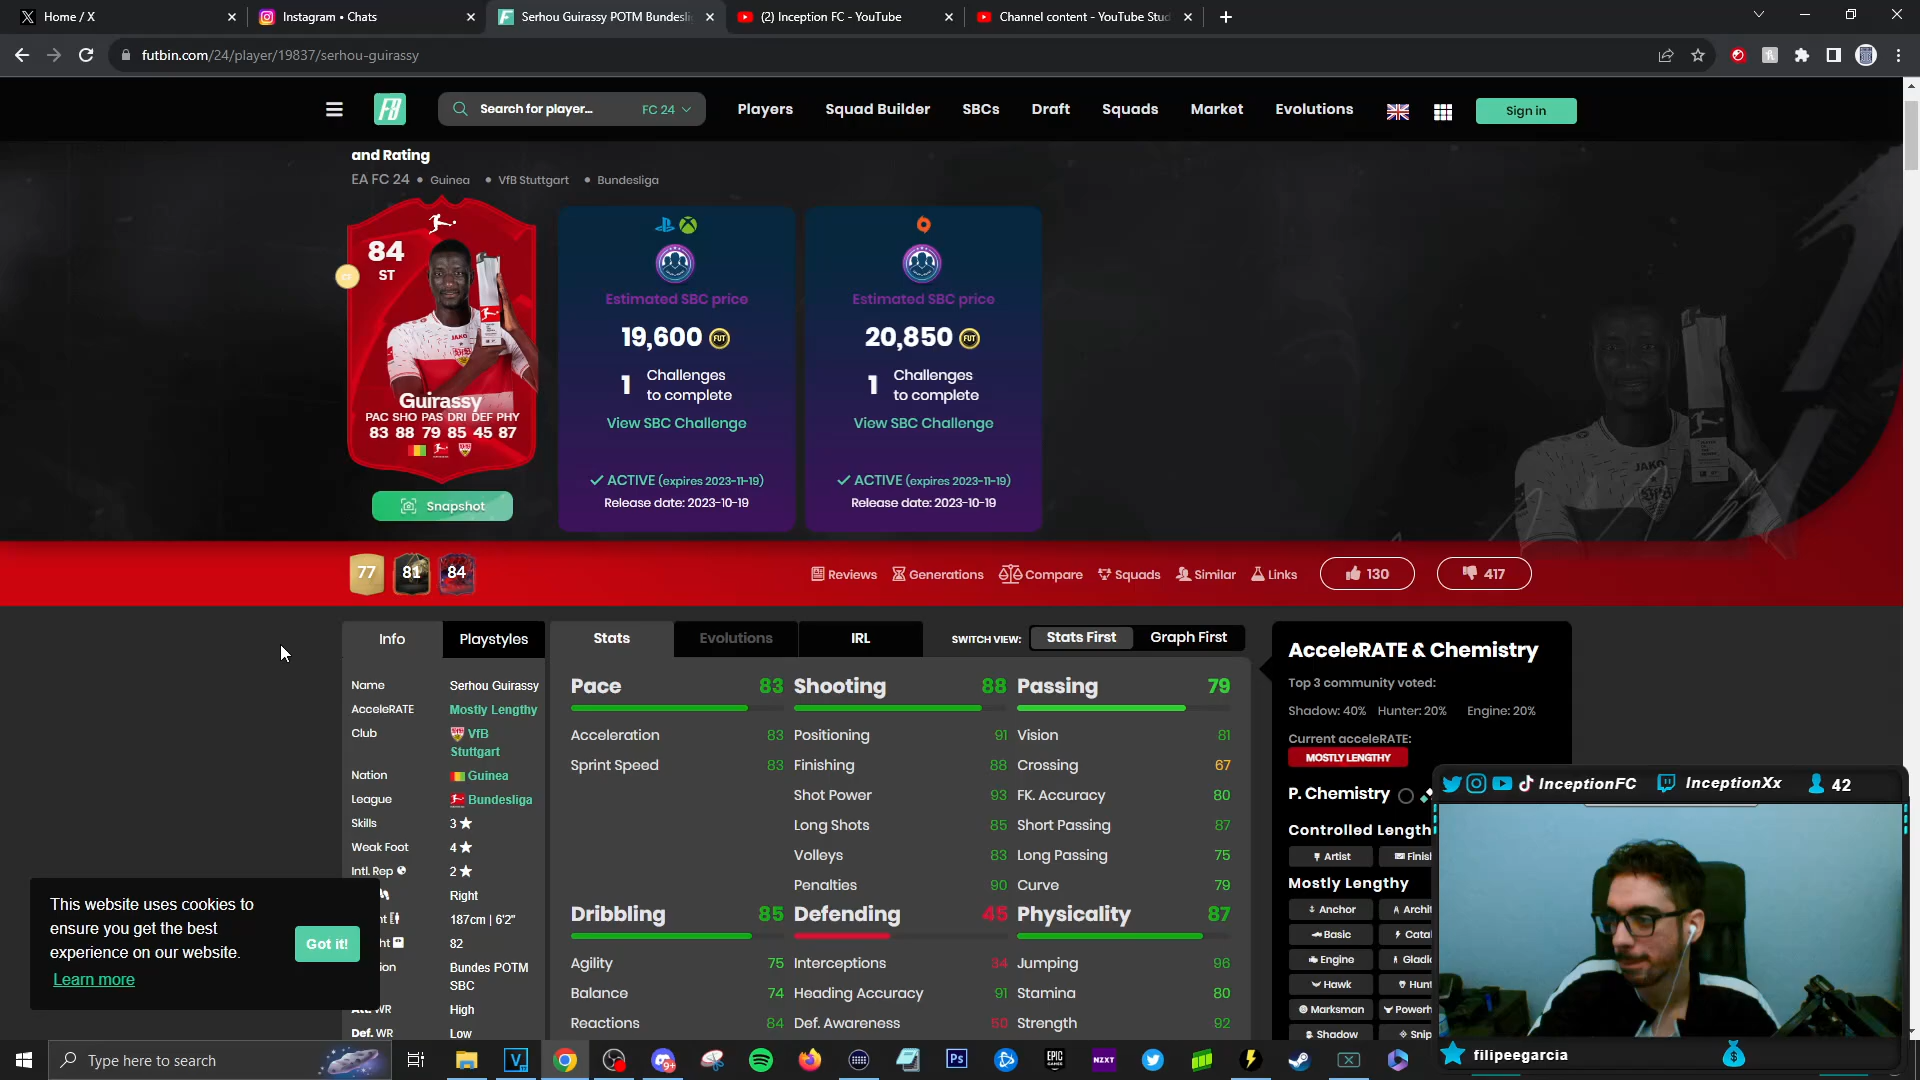 Home / X
Instagram • Chats
Serhou Guirassy POTM Bundesli
(2) Inception FC - YouTube
Channel content - YouTube Stud
futbin.com/24/player/19837/serhou-guirassy
Search for player...
FC 24
Players
Squad Builder
SBCs
Draft
Squads
Market
Evolutions
Sign in
and Rating
EA FC 24 • Guinea • VfB Stuttgart • Bundesliga
84
ST
Guirassy
PAC SHO PAS DRI DEF PHY
83 88 79 85 45 87
Snapshot
Estimated SBC price
19,600
1 Challenges
to complete
View SBC Challenge
ACTIVE (expires 2023-11-19)
Release date: 2023-10-19
Estimated SBC price
20,850
1 Challenges
to complete
View SBC Challenge
ACTIVE (expires 2023-11-19)
Release date: 2023-10-19
77
81
84
Reviews
Generations
Compare
Squads
Similar
Links
130
417
Info
Playstyles
Name Serhou Guirassy
AcceleRATE Mostly Lengthy
Club VfB
Stuttgart
Nation Guinea
League Bundesliga
Skills 3
Weak Foot 4
Intl. Rep 2
Right
187cm | 6'2"
82
Bundes POTM
SBC
High
Def. WR Low
Stats
Evolutions
IRL
SWITCH VIEW:
Stats First
Graph First
Pace 83
Acceleration 83
Sprint Speed 83
Shooting 88
Positioning 91
Finishing 88
Shot Power 93
Long Shots 85
Volleys 83
Penalties 90
Passing 79
Vision 81
Crossing 67
FK. Accuracy 80
Short Passing 87
Long Passing 75
Curve 79
Dribbling 85
Agility 75
Balance 74
Reactions 84
Defending 45
Interceptions 34
Heading Accuracy 91
Def. Awareness 50
Physicality 87
Jumping 96
Stamina 80
Strength 92
AcceleRATE & Chemistry
Top 3 community voted:
Shadow: 40% Hunter: 20% Engine: 20%
Current acceleRATE:
MOSTLY LENGTHY
P. Chemistry
Controlled Length
Artist
Finis
Mostly Lengthy
Anchor
Archi
Basic
Cata
Engine
Gladi
Hawk
Hun
Marksman
Powerh
Shadow
Snip
InceptionFC
InceptionXx
42
filipeegarcia
This website uses cookies to
ensure you get the best
experience on our website.
Learn more
Got it!
Type here to search